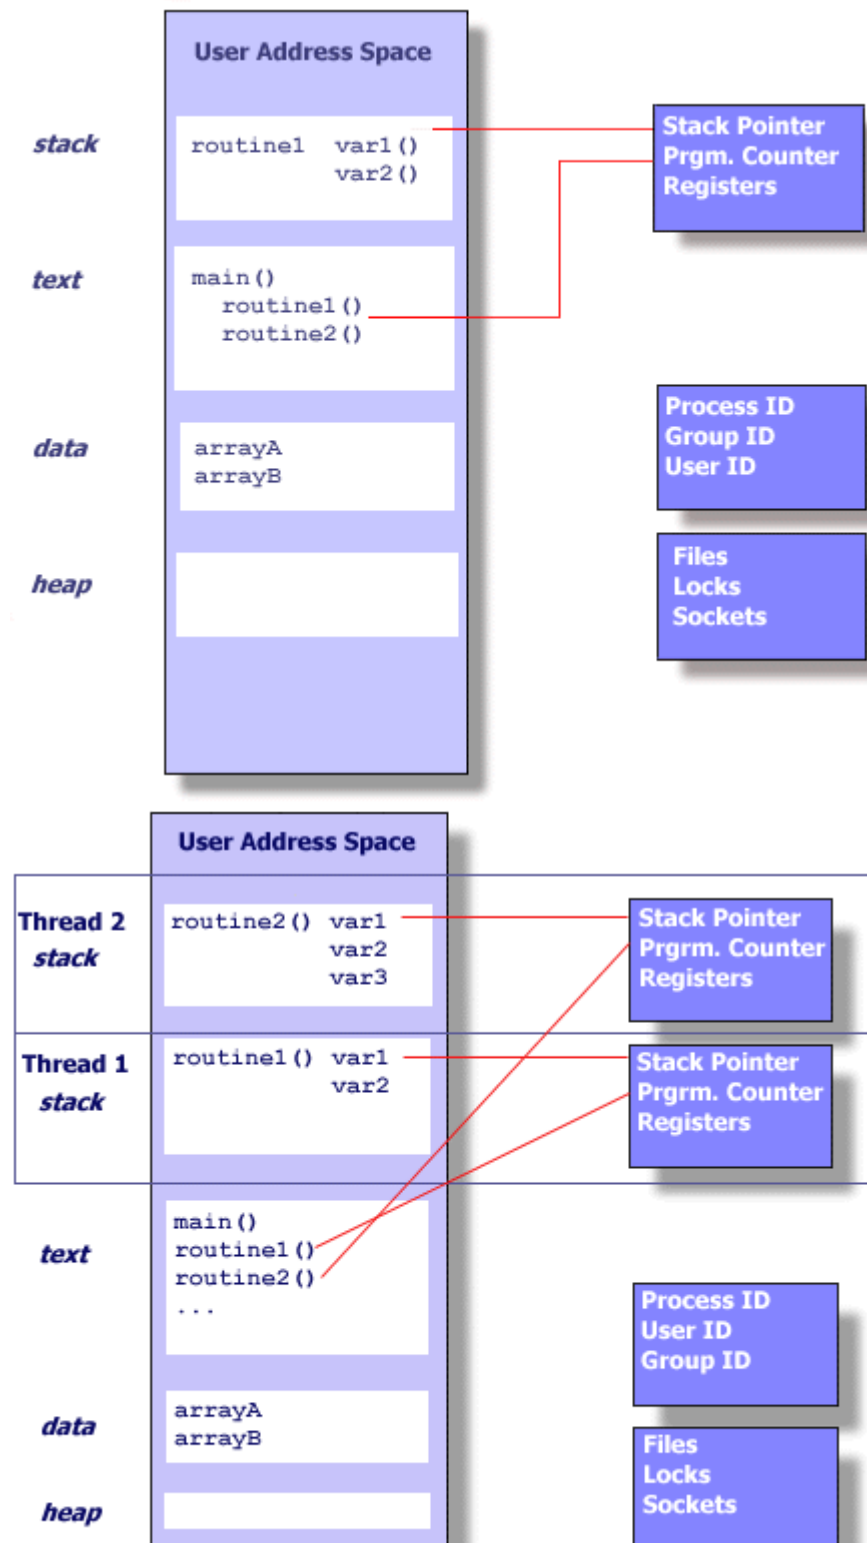 User Address Space
stack
routine1 var1()
var2()
Stack Pointer
Prgm. Counter
Registers
text
main()
routine1()
routine2()
data
arrayA
arrayB
Process ID
Group ID
User ID
heap
Files
Locks
Sockets
User Address Space
Thread 2
stack
routine2() var1
var2
var3
Stack Pointer
Prgrm. Counter
Registers
Thread 1
stack
routine1() var1
var2
Stack Pointer
Prgrm. Counter
Registers
text
main()
routine1()
routine2()
...
Process ID
User ID
Group ID
data
arrayA
arrayB
Files
Locks
Sockets
heap